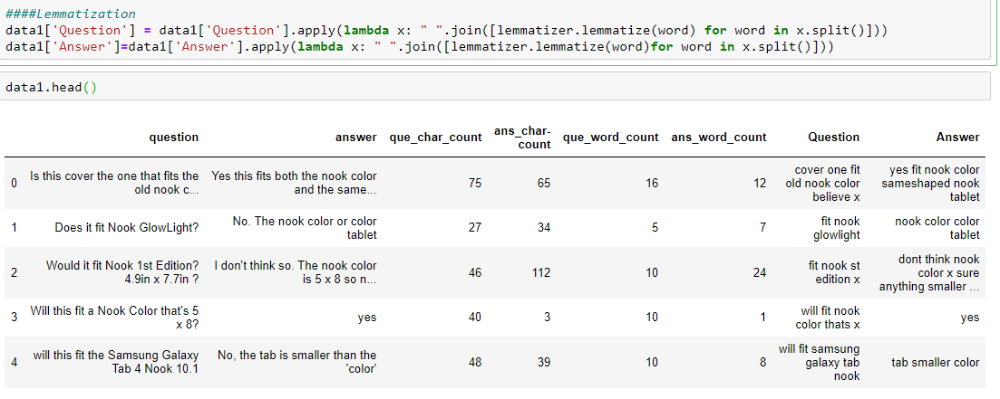 ####Lemmatization
data1['Question'] = data1['Question'].apply(lambda x: " ".join([lemmatizer.lemmatize(word) for word in x.split()]))
data1['Answer']=data1['Answer'].apply(lambda x: " ".join([lemmatizer.lemmatize(word)for word in x.split()]))
data1.head()
question answer que_char_count ans_char-count que_word_count ans_word_count Question Answer
0 Is this cover the one that fits the old nook c... Yes this fits both the nook color and the same... 75 65 16 12 cover one fit old nook color believe x yes fit nook color sameshaped nook tablet
1 Does it fit Nook GlowLight? No. The nook color or color tablet 27 34 5 7 fit nook glowlight nook color color tablet
2 Would it fit Nook 1st Edition? 4.9in x 7.7in ? I don't think so. The nook color is 5 x 8 so n... 46 112 10 24 fit nook st edition x dont think nook color x sure anything smaller ...
3 Will this fit a Nook Color that's 5 x 8? yes 40 3 10 1 will fit nook color thats x yes
4 will this fit the Samsung Galaxy Tab 4 Nook 10.1 No, the tab is smaller than the 'color' 48 39 10 8 will fit samsung galaxy tab nook tab smaller color